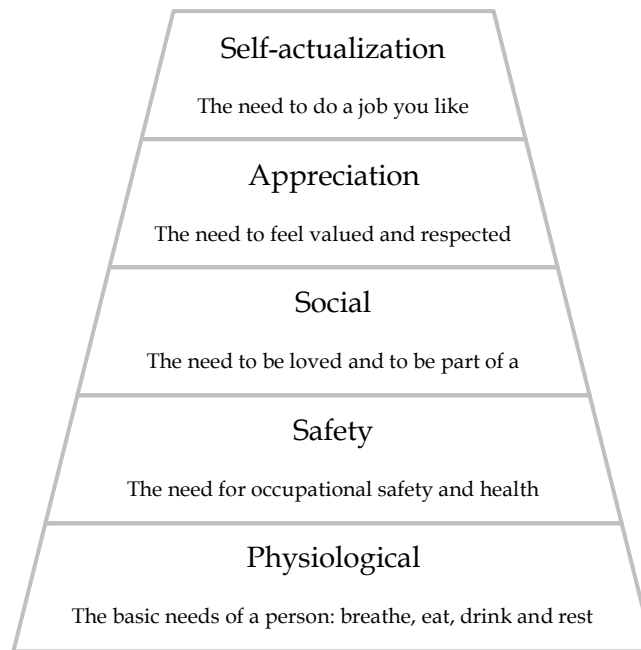 Self-actualization
The need to do a job you like
Appreciation
The need to feel valued and respected
Social
The need to be loved and to be part of a
Safety
The need for occupational safety and health
Physiological
The basic needs of a person: breathe, eat, drink and rest